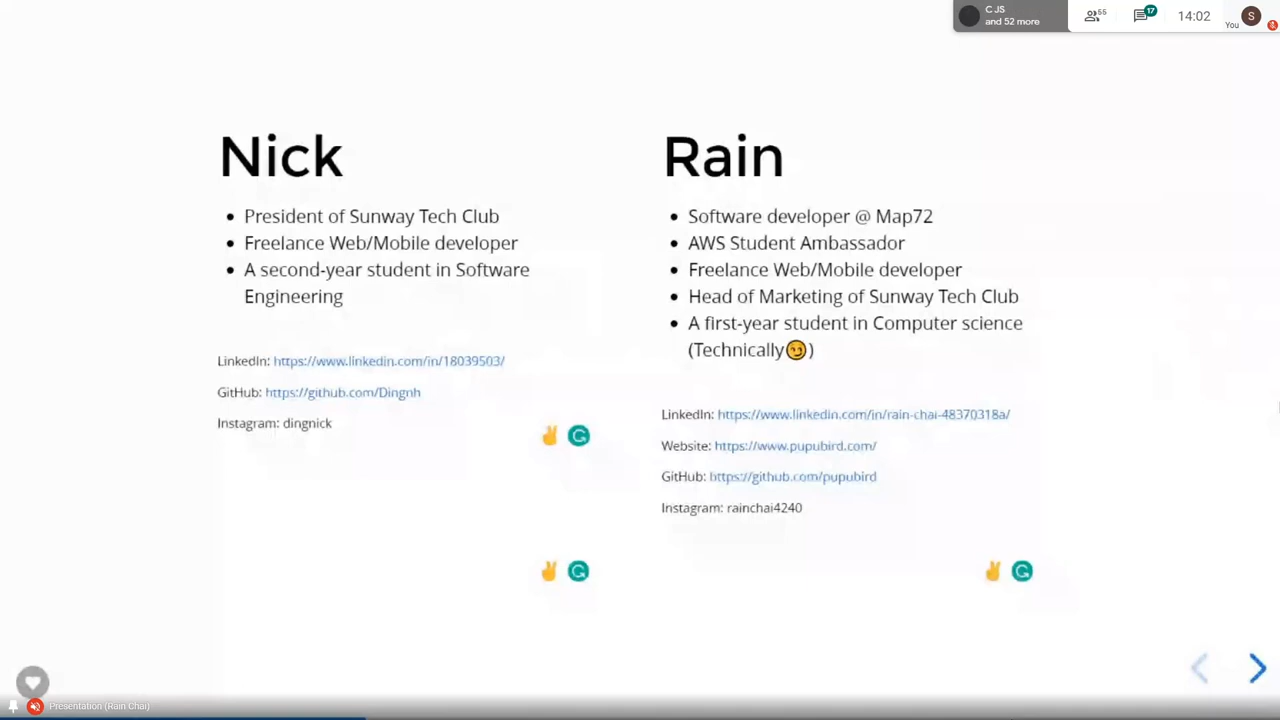 C JS
and 52 more
55
17
14:02
You
S
Nick
• President of Sunway Tech Club
• Freelance Web/Mobile developer
• A second-year student in Software
Engineering
LinkedIn: https://www.linkedin.com/in/18039503/
GitHub: https://github.com/Dingnh
Instagram: dingnick
Rain
• Software developer @ Map72
• AWS Student Ambassador
• Freelance Web/Mobile developer
• Head of Marketing of Sunway Tech Club
• A first-year student in Computer science
(Technically😏)
LinkedIn: https://www.linkedin.com/in/rain-chai-48370318a/
Website: https://www.pupubird.com/
GitHub: https://github.com/pupubird
Instagram: rainchai4240
Presentation (Rain Chai)